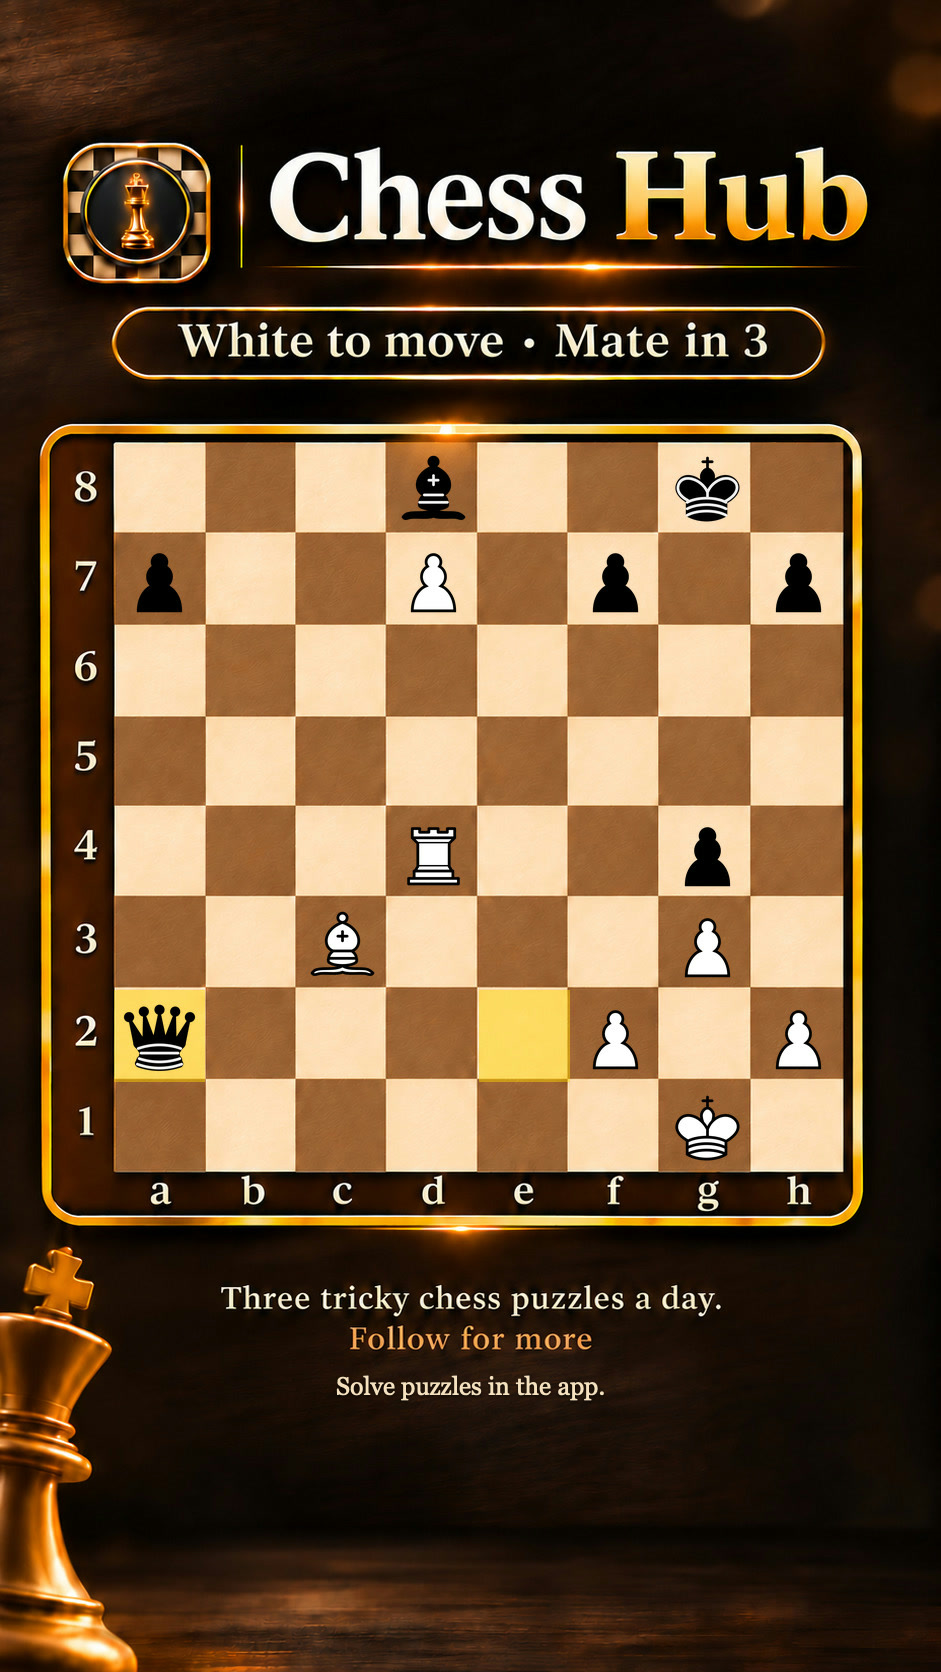 Chess Hub
White to move • Mate in 3
8
7
6
5
4
3
2
1
a b c d e f g h
Three tricky chess puzzles a day.
Follow for more
Solve puzzles in the app.